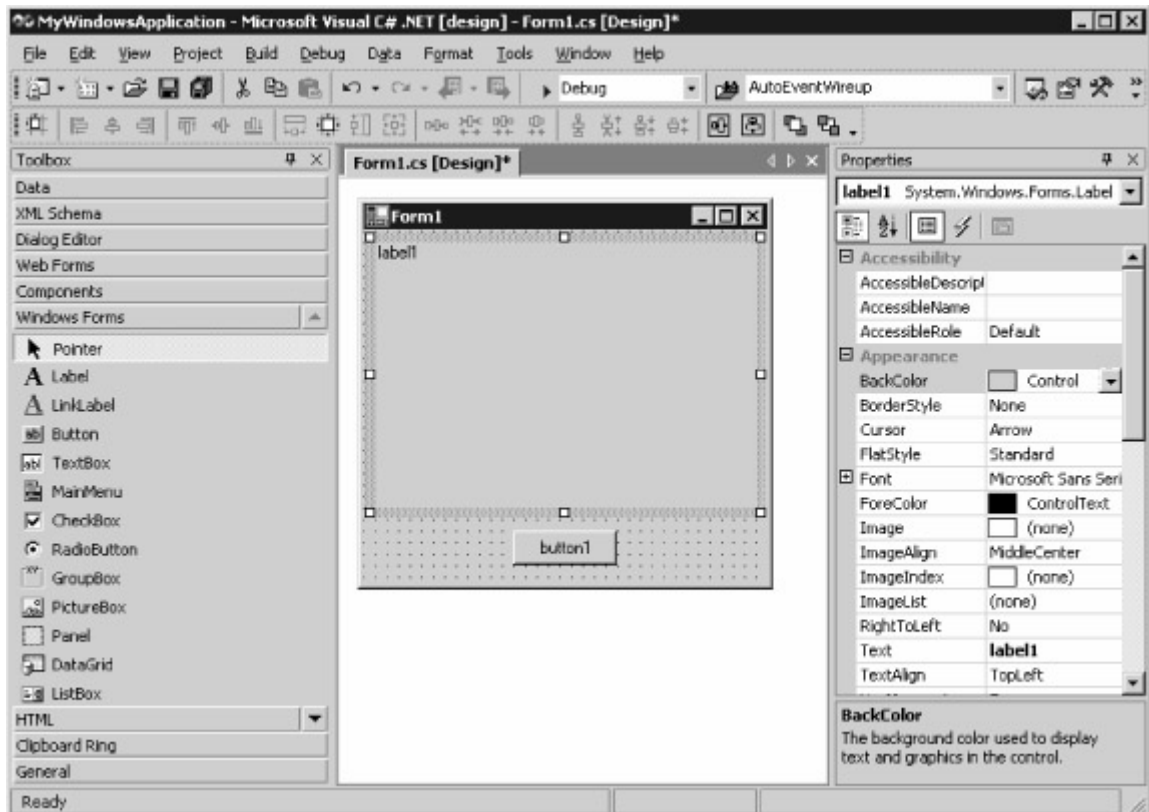 MyWindowsApplication - Microsoft Visual C# .NET [design] - Form1.cs [Design]*
File Edit View Project Build Debug Data Format Tools Window Help
Debug AutoEventWireup
Toolbox
Data
XML Schema
Dialog Editor
Web Forms
Components
Windows Forms
Pointer
A Label
A LinkLabel
ab Button
abl TextBox
MainMenu
CheckBox
RadioButton
XY GroupBox
PictureBox
Panel
DataGrid
ListBox
HTML
Clipboard Ring
General
Form1.cs [Design]*
Form1
label1
button1
Properties
label1 System.Windows.Forms.Label
Accessibility
AccessibleDescript
AccessibleName
AccessibleRole Default
Appearance
BackColor Control
BorderStyle None
Cursor Arrow
FlatStyle Standard
Font Microsoft Sans Seri
ForeColor ControlText
Image (none)
ImageAlign MiddleCenter
ImageIndex (none)
ImageList (none)
RightToLeft No
Text label1
TextAlign TopLeft
BackColor
The background color used to display
text and graphics in the control.
Ready